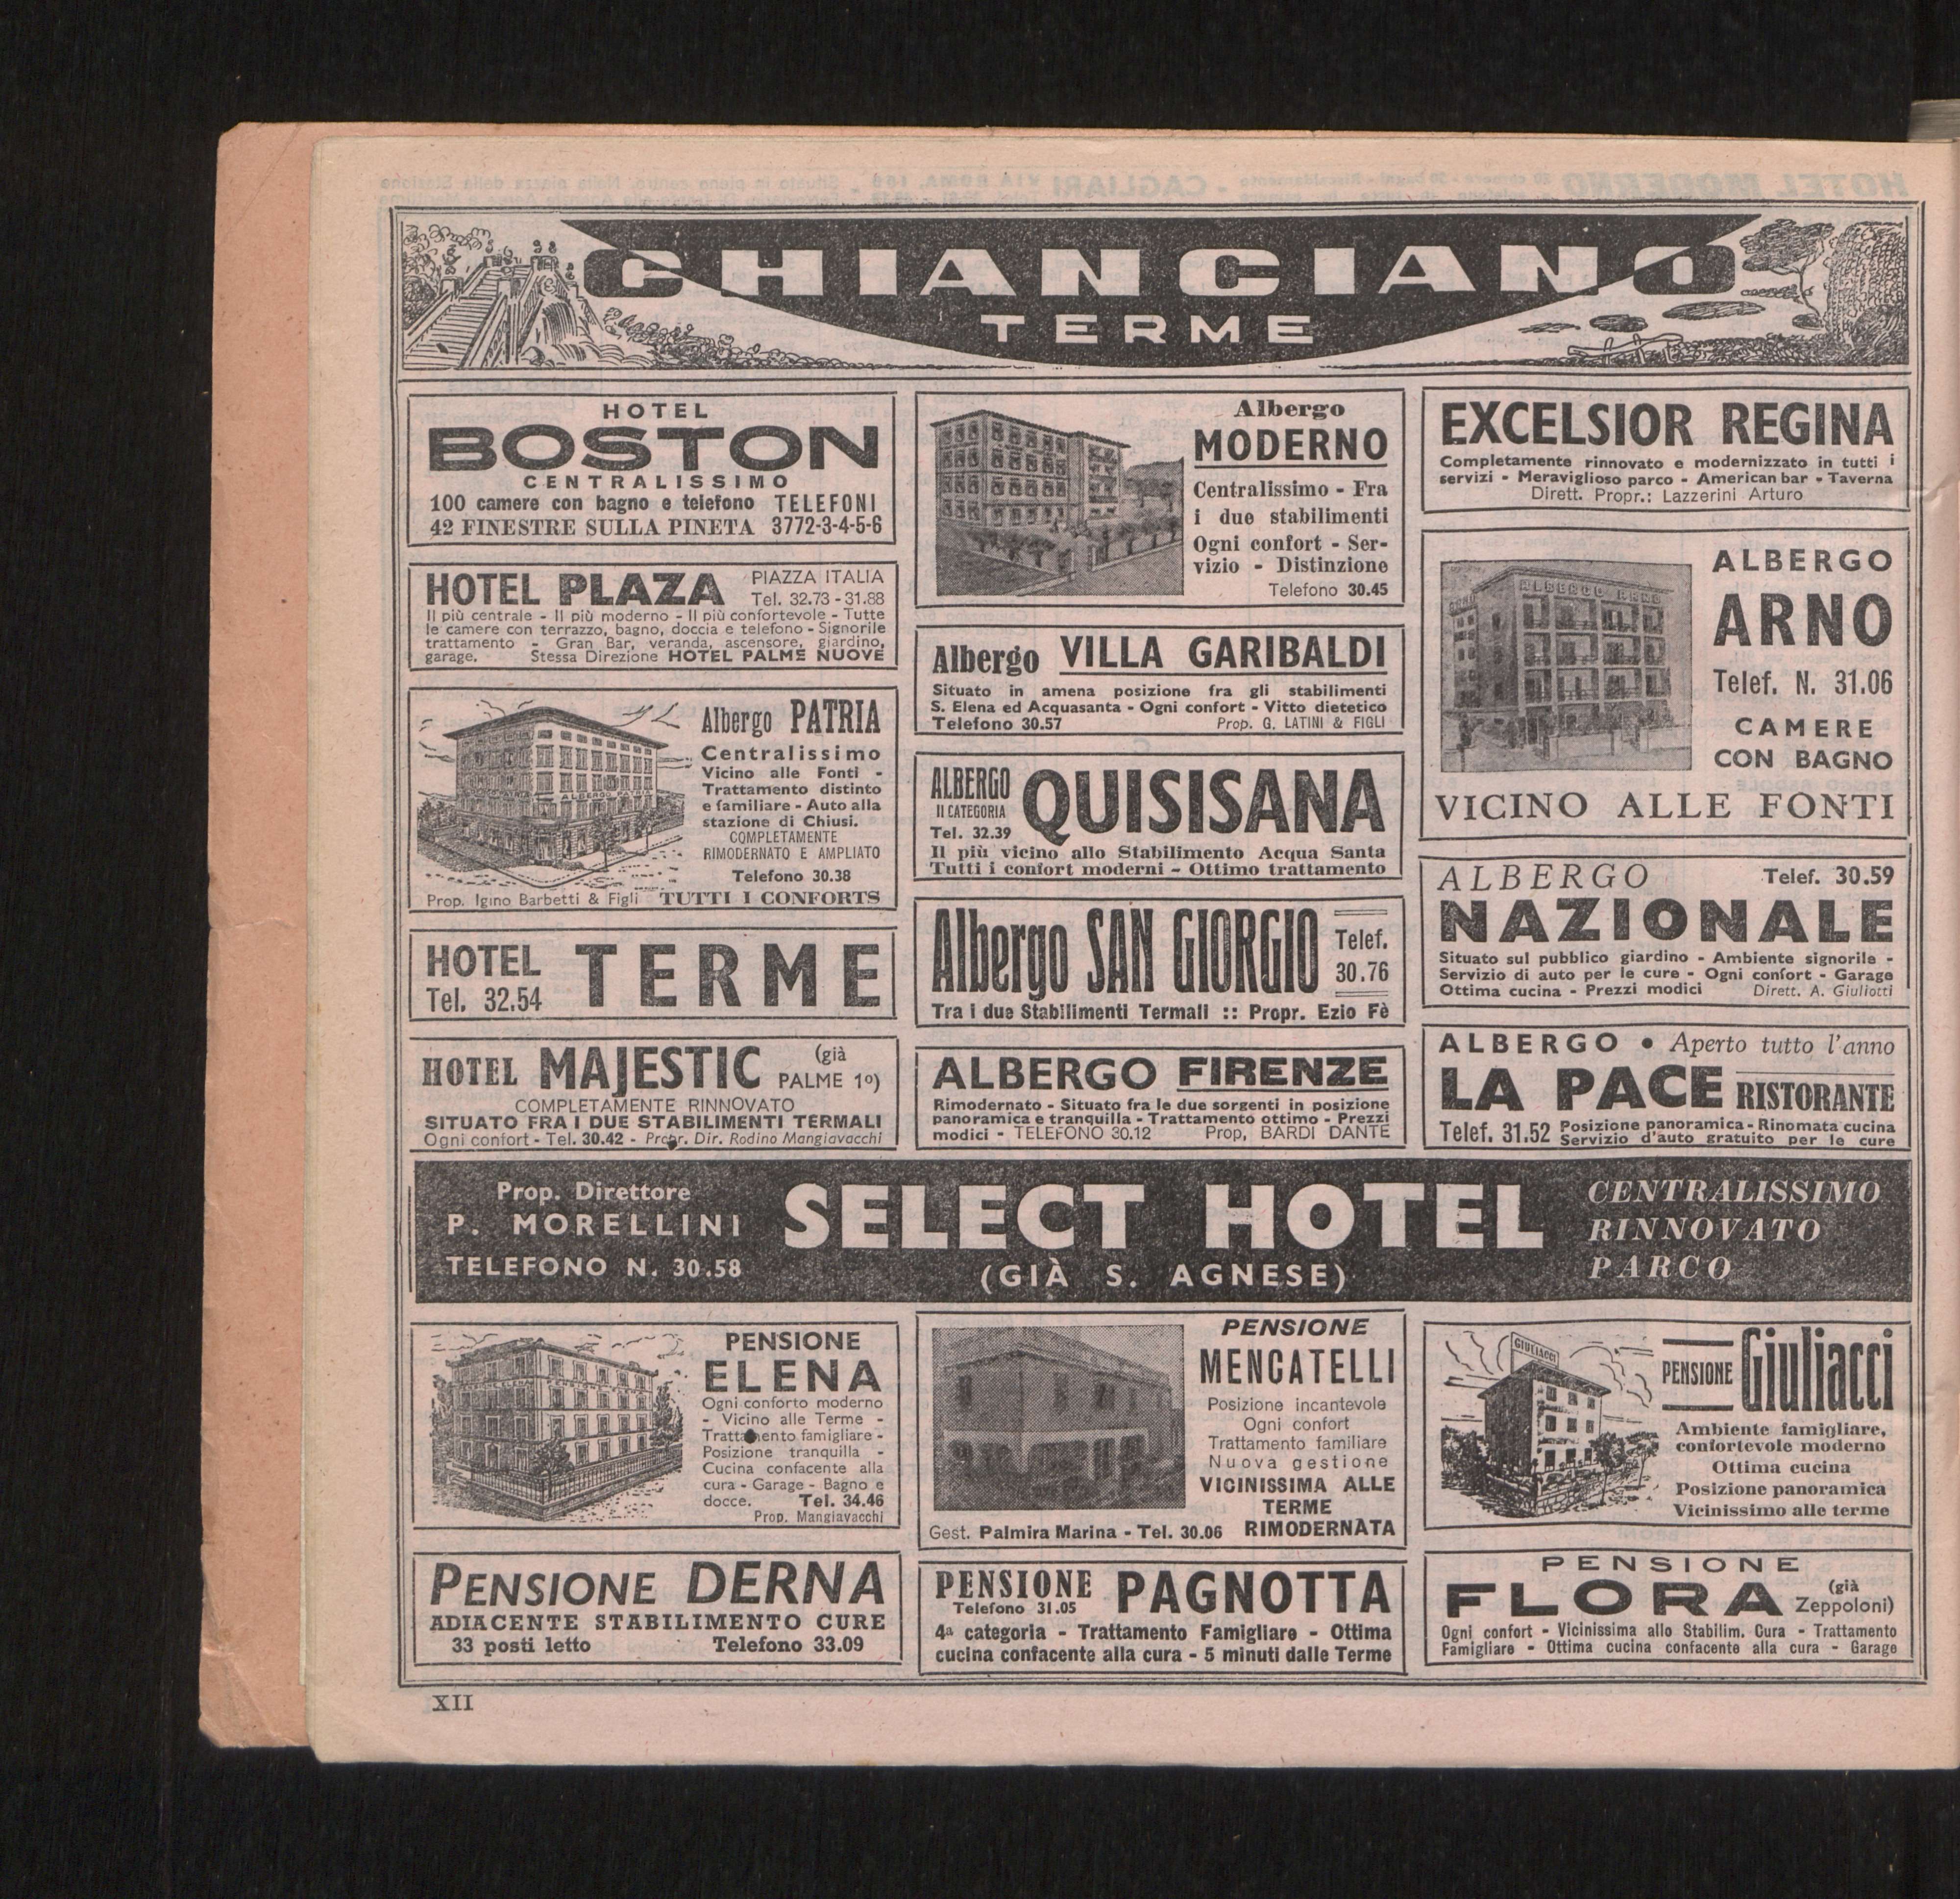 CHIANCIANO
TERME
HOTEL
BOSTON
CENTRALISSIMO
100 camere con bagno e telefono TELEFONI
42 FINESTRE SULLA PINETA 3772-3-4-5-6
HOTEL PLAZA PIAZZA ITALIA
Tel. 32.73 - 31.88
Il più centrale - Il più moderno - Il più confortevole - Tutte
le camere con terrazzo, bagno, doccia e telefono - Signorile
trattamento - Gran Bar, veranda, ascensore, giardino,
garage. Stessa Direzione HOTEL PALME NUOVE
Albergo PATRIA
Centralissimo
Vicino alle Fonti -
Trattamento distinto
e familiare - Auto alla
stazione di Chiusi.
COMPLETAMENTE
RIMODERNATO E AMPLIATO
Telefono 30.38
Prop. Igino Barbetti & Figli TUTTI I CONFORTS
ALBERGO PATRIA
HOTEL TERME
Tel. 32.54
HOTEL MAJESTIC (già
PALME 1º)
COMPLETAMENTE RINNOVATO
SITUATO FRA I DUE STABILIMENTI TERMALI
Ogni confort - Tel. 30.42 - Propr. Dir. Rodino Mangiavacchi
Albergo
MODERNO
Centralissimo - Fra
i due stabilimenti
Ogni confort - Ser-
vizio - Distinzione
Telefono 30.45
Albergo VILLA GARIBALDI
Situato in amena posizione fra gli stabilimenti
S. Elena ed Acquasanta - Ogni confort - Vitto dietetico
Telefono 30.57 Prop. G. LATINI & FIGLI
ALBERGO QUISISANA
II CATEGORIA
Tel. 32.39
Il più vicino allo Stabilimento Acqua Santa
Tutti i confort moderni - Ottimo trattamento
Albergo SAN GIORGIO Telef.
30.76
Tra i due Stabilimenti Termali :: Propr. Ezio Fè
ALBERGO FIRENZE
Rimodernato - Situato fra le due sorgenti in posizione
panoramica e tranquilla - Trattamento ottimo - Prezzi
modici - TELEFONO 30.12 Prop, BARDI DANTE
EXCELSIOR REGINA
Completamente rinnovato e modernizzato in tutti i
servizi - Meraviglioso parco - American bar - Taverna
Dirett. Propr.: Lazzerini Arturo
ALBERGO
ARNO
Telef. N. 31.06
CAMERE
CON BAGNO
VICINO ALLE FONTI
ALBERGO ARNO
ALBERGO Telef. 30.59
NAZIONALE
Situato sul pubblico giardino - Ambiente signorile -
Servizio di auto per le cure - Ogni confort - Garage
Ottima cucina - Prezzi modici Dirett. A. Giuliotti
ALBERGO • Aperto tutto l'anno
LA PACE RISTORANTE
Telef. 31.52 Posizione panoramica - Rinomata cucina
Servizio d'auto gratuito per le cure
Prop. Direttore
P. MORELLINI
TELEFONO N. 30.58
SELECT HOTEL
(GIÀ S. AGNESE)
CENTRALISSIMO
RINNOVATO
PARCO
PENSIONE
ELENA
Ogni conforto moderno
- Vicino alle Terme -
Trattamento famigliare -
Posizione tranquilla -
Cucina confacente alla
cura - Garage - Bagno e
docce. Tel. 34.46
Prop. Mangiavacchi
PENSIONE
MENCATELLI
Posizione incantevole
Ogni confort
Trattamento familiare
Nuova gestione
VICINISSIMA ALLE
TERME
Gest. Palmira Marina - Tel. 30.06 RIMODERNATA
GIULIACCI
PENSIONE Giuliacci
Ambiente famigliare,
confortevole moderno
Ottima cucina
Posizione panoramica
Vicinissimo alle terme
PENSIONE DERNA
ADIACENTE STABILIMENTO CURE
33 posti letto Telefono 33.09
PENSIONE PAGNOTTA
Telefono 31.05
4ª categoria - Trattamento Famigliare - Ottima
cucina confacente alla cura - 5 minuti dalle Terme
PENSIONE
FLORA (già
Zeppoloni)
Ogni confort - Vicinissima allo Stabilim. Cura - Trattamento
Famigliare - Ottima cucina confacente alla cura - Garage
XII